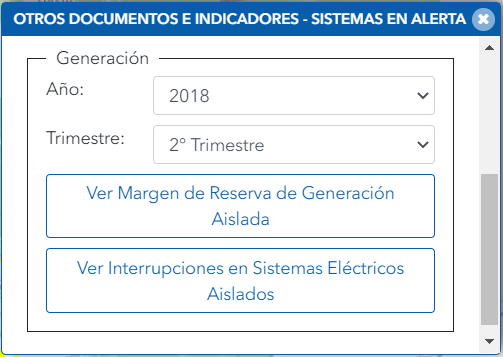 OTROS DOCUMENTOS E INDICADORES - SISTEMAS EN ALERTA
Generación
Año:
2018
Trimestre:
2° Trimestre
Ver Margen de Reserva de Generación
Aislada
Ver Interrupciones en Sistemas Eléctricos
Aislados